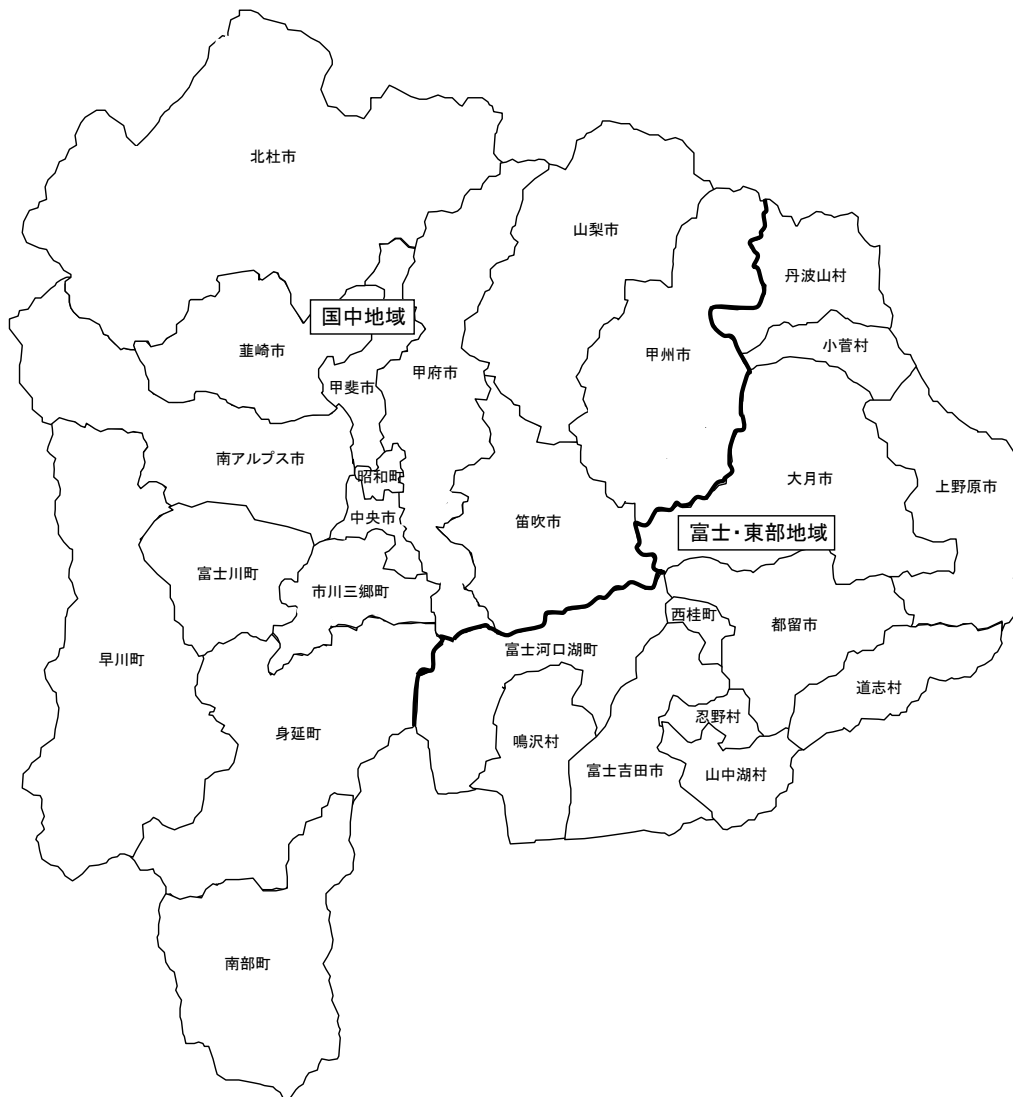 北杜市
山梨市
丹波山村
国中地域
小菅村
韮崎市
甲州市
甲府市
甲斐市
南アルプス市
昭和町
大月市
上野原市
中央市
笛吹市
富士・東部地域
富士川町
市川三郷町
西桂町
都留市
富士河口湖町
早川町
道志村
忍野村
身延町
鳴沢村
富士吉田市
山中湖村
南部町